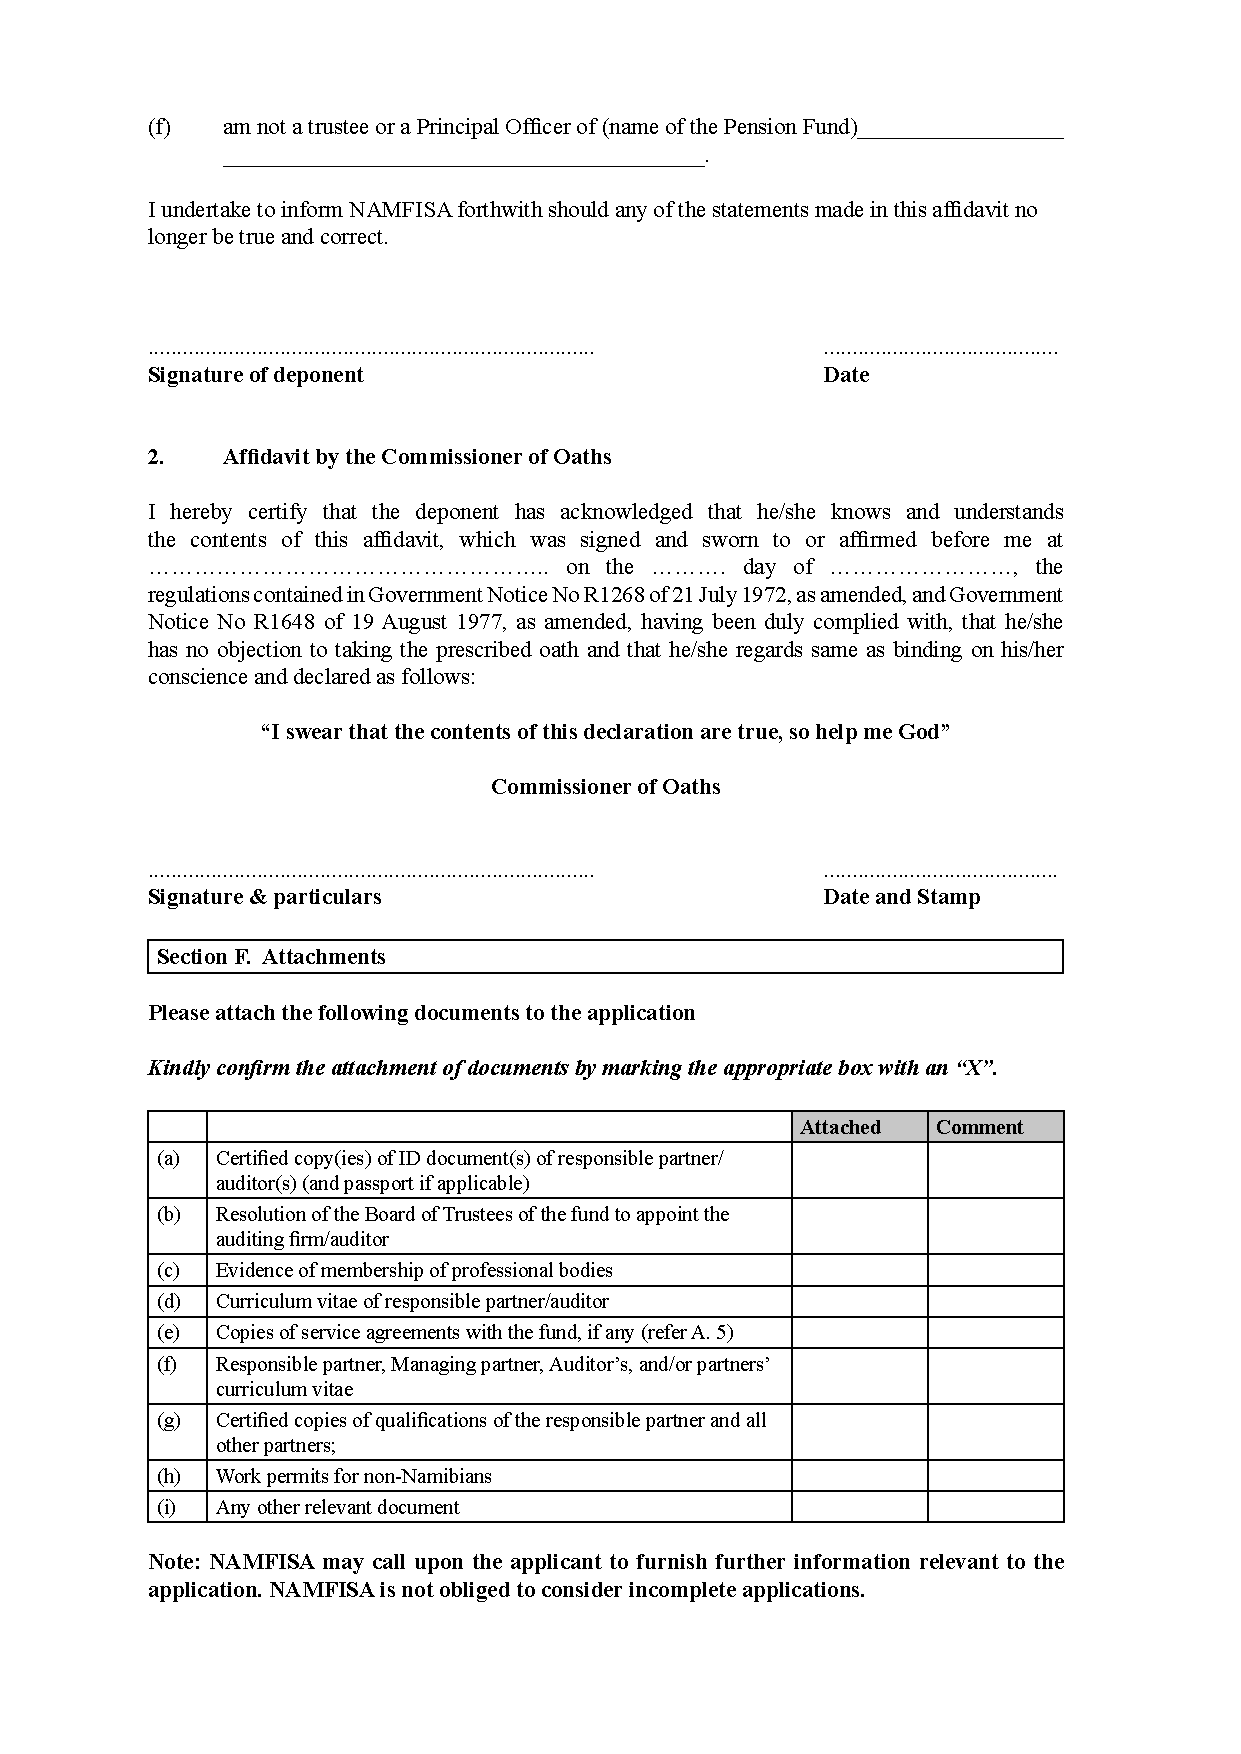 (f) am not a trustee or a Principal Officer of (name of the Pension Fund)___________________
____________________________________________.
I undertake to inform NAMFISA forthwith should any of the statements made in this affidavit no
longer be true and correct.
.............................................................................. .........................................
Signature of deponent Date
2. Affidavit by the Commissioner of Oaths
I hereby certify that the deponent has acknowledged that he/she knows and understands
the contents of this affidavit, which was signed and sworn to or affirmed before me at
…………………………………………….. on the ………. day of ……………………, the
regulations contained in Government Notice No R1268 of 21 July 1972, as amended, and Government
Notice No R1648 of 19 August 1977, as amended, having been duly complied with, that he/she
has no objection to taking the prescribed oath and that he/she regards same as binding on his/her
conscience and declared as follows:
“I swear that the contents of this declaration are true, so help me God”
Commissioner of Oaths
.............................................................................. .........................................
Signature & particulars Date and Stamp
Section F. Attachments
Please attach the following documents to the application
Kindly confirm the attachment of documents by marking the appropriate box with an “X”.
Attached Comment
(a) Certified copy(ies) of ID document(s) of responsible partner/
auditor(s) (and passport if applicable)
(b) Resolution of the Board of Trustees of the fund to appoint the
auditing firm/auditor
(c) Evidence of membership of professional bodies
(d) Curriculum vitae of responsible partner/auditor
(e) Copies of service agreements with the fund, if any (refer A. 5)
(f) Responsible partner, Managing partner, Auditor’s, and/or partners’
curriculum vitae
(g) Certified copies of qualifications of the responsible partner and all
other partners;
(h) Work permits for non-Namibians
(i) Any other relevant document
Note: NAMFISA may call upon the applicant to furnish further information relevant to the
application. NAMFISA is not obliged to consider incomplete applications.